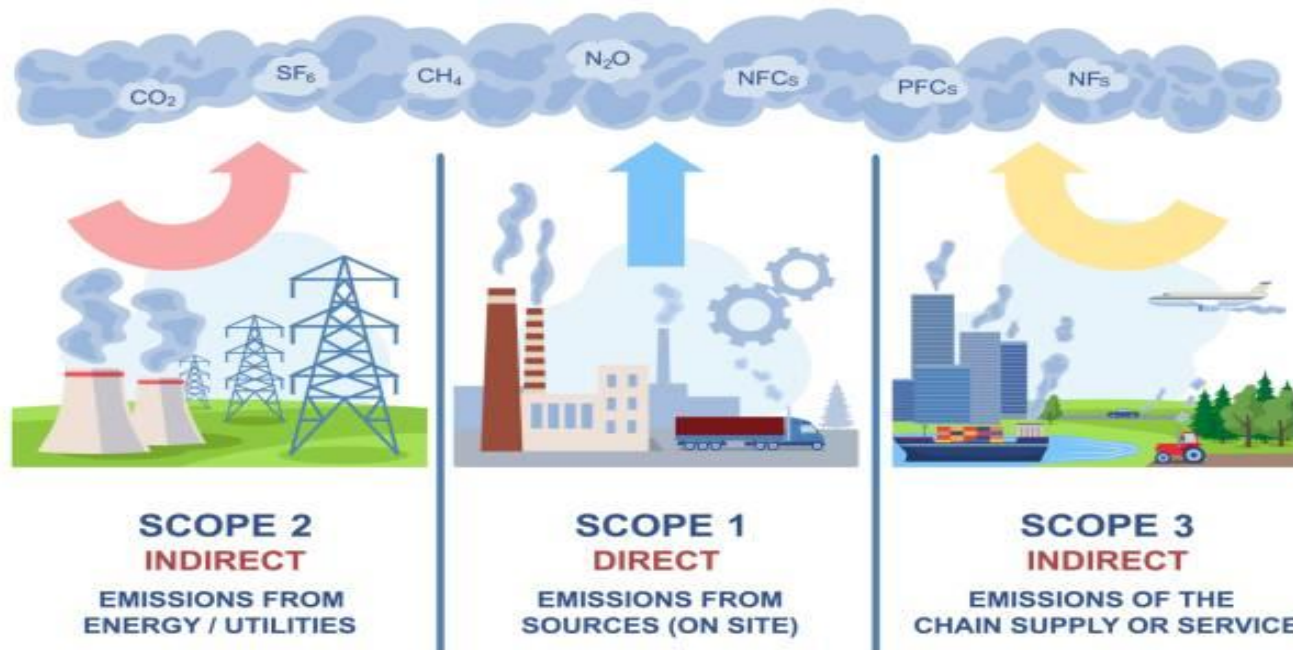 CO₂ SF₆ CH₄ N₂O NFCs PFCs NFs
SCOPE 2
INDIRECT
EMISSIONS FROM
ENERGY / UTILITIES
SCOPE 1
DIRECT
EMISSIONS FROM
SOURCES (ON SITE)
SCOPE 3
INDIRECT
EMISSIONS OF THE
CHAIN SUPPLY OR SERVICE